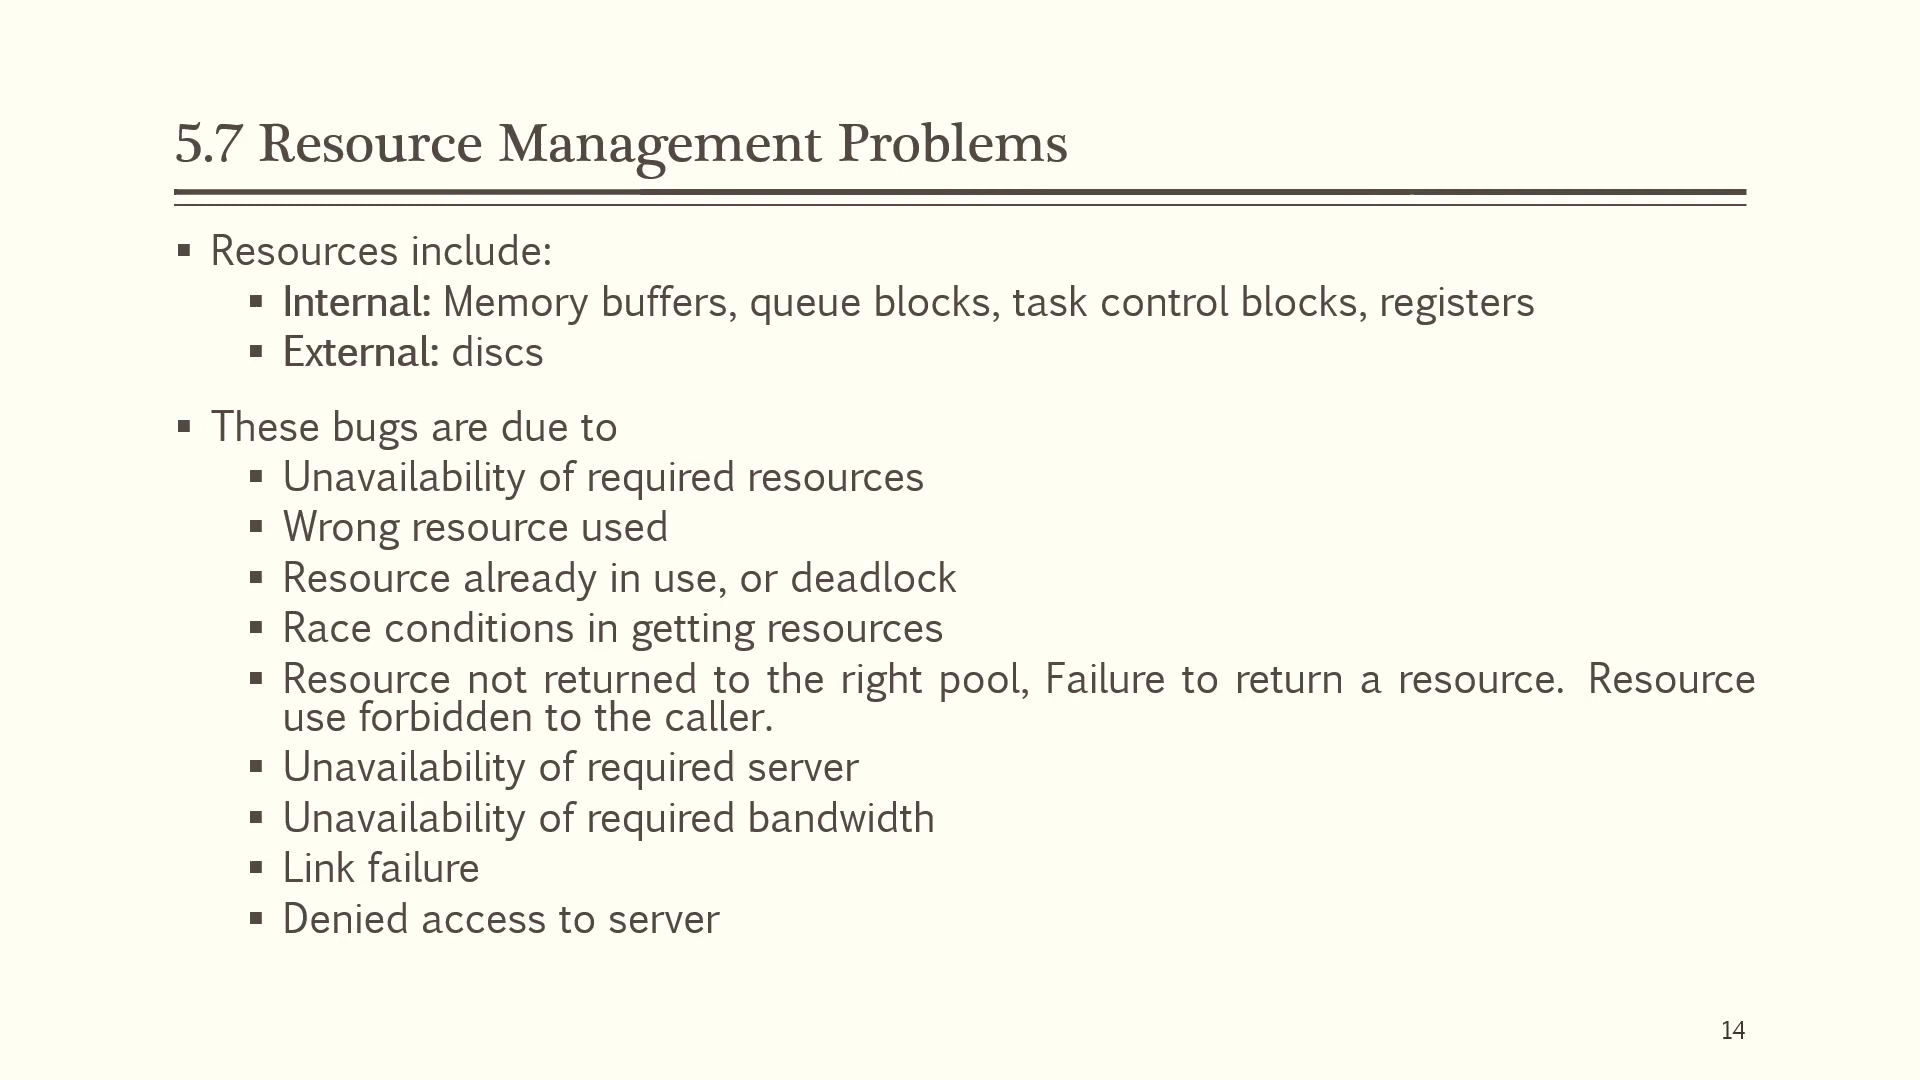 5.7 Resource Management Problems
▪ Resources include:
▪ Internal: Memory buffers, queue blocks, task control blocks, registers
▪ External: discs
▪ These bugs are due to
▪ Unavailability of required resources
▪ Wrong resource used
▪ Resource already in use, or deadlock
▪ Race conditions in getting resources
▪ Resource not returned to the right pool, Failure to return a resource. Resource
use forbidden to the caller.
▪ Unavailability of required server
▪ Unavailability of required bandwidth
▪ Link failure
▪ Denied access to server
14